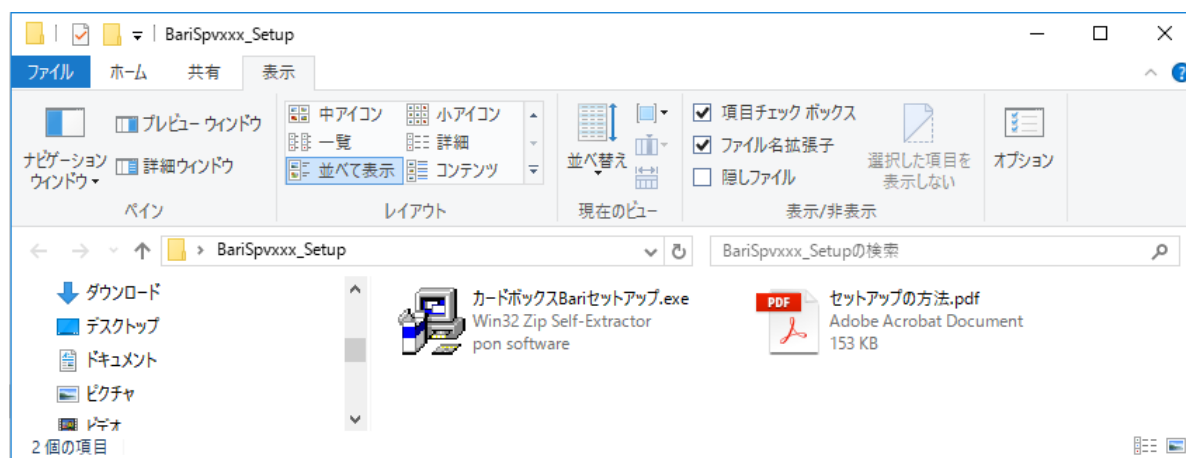 BariSpvxxx_Setup
ファイル ホーム 共有 表示
ナビゲーション
ウィンドウ
プレビュー ウィンドウ
詳細ウィンドウ
ペイン
中アイコン 小アイコン
一覧 詳細
並べて表示 コンテンツ
レイアウト
並べ替え
現在のビュー
項目チェック ボックス
ファイル名拡張子
隠しファイル
選択した項目を
表示しない
表示/非表示
オプション
BariSpvxxx_Setup
BariSpvxxx_Setupの検索
ダウンロード
デスクトップ
ドキュメント
ピクチャ
ビデオ
カードボックスBariセットアップ.exe
Win32 Zip Self-Extractor
pon software
PDF
セットアップの方法.pdf
Adobe Acrobat Document
153 KB
2 個の項目